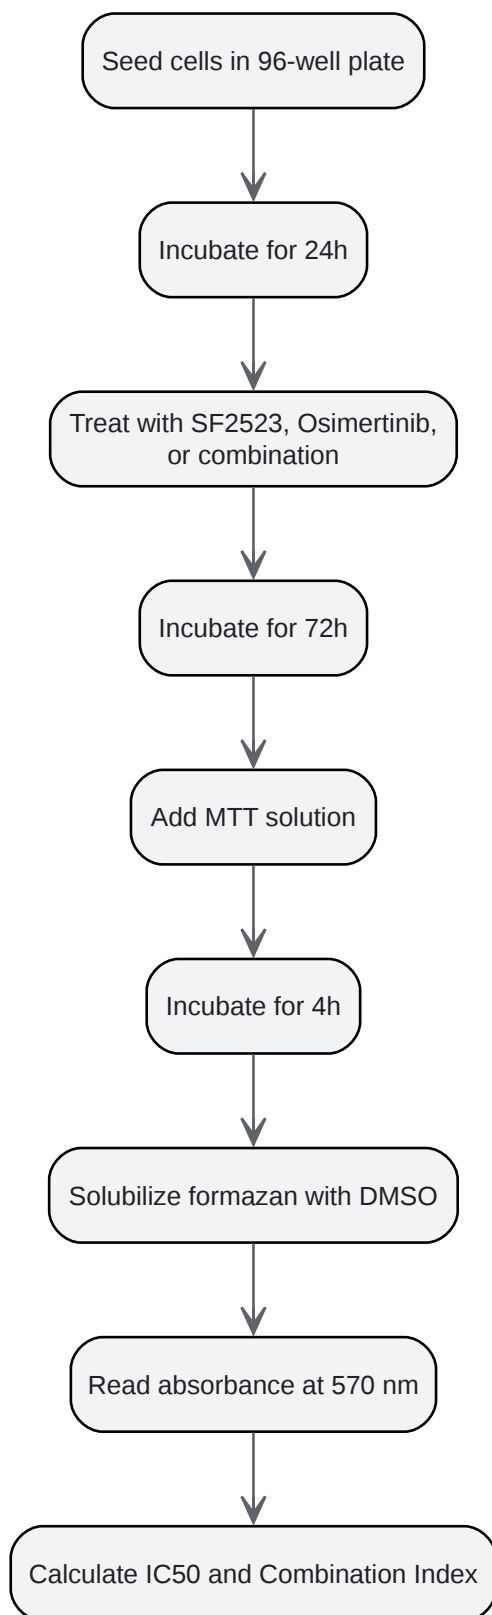 Seed cells in 96-well plate
Incubate for 24h
Treat with SF2523, Osimertinib,
or combination
Incubate for 72h
Add MTT solution
Incubate for 4h
Solubilize formazan with DMSO
Read absorbance at 570 nm
Calculate IC50 and Combination Index